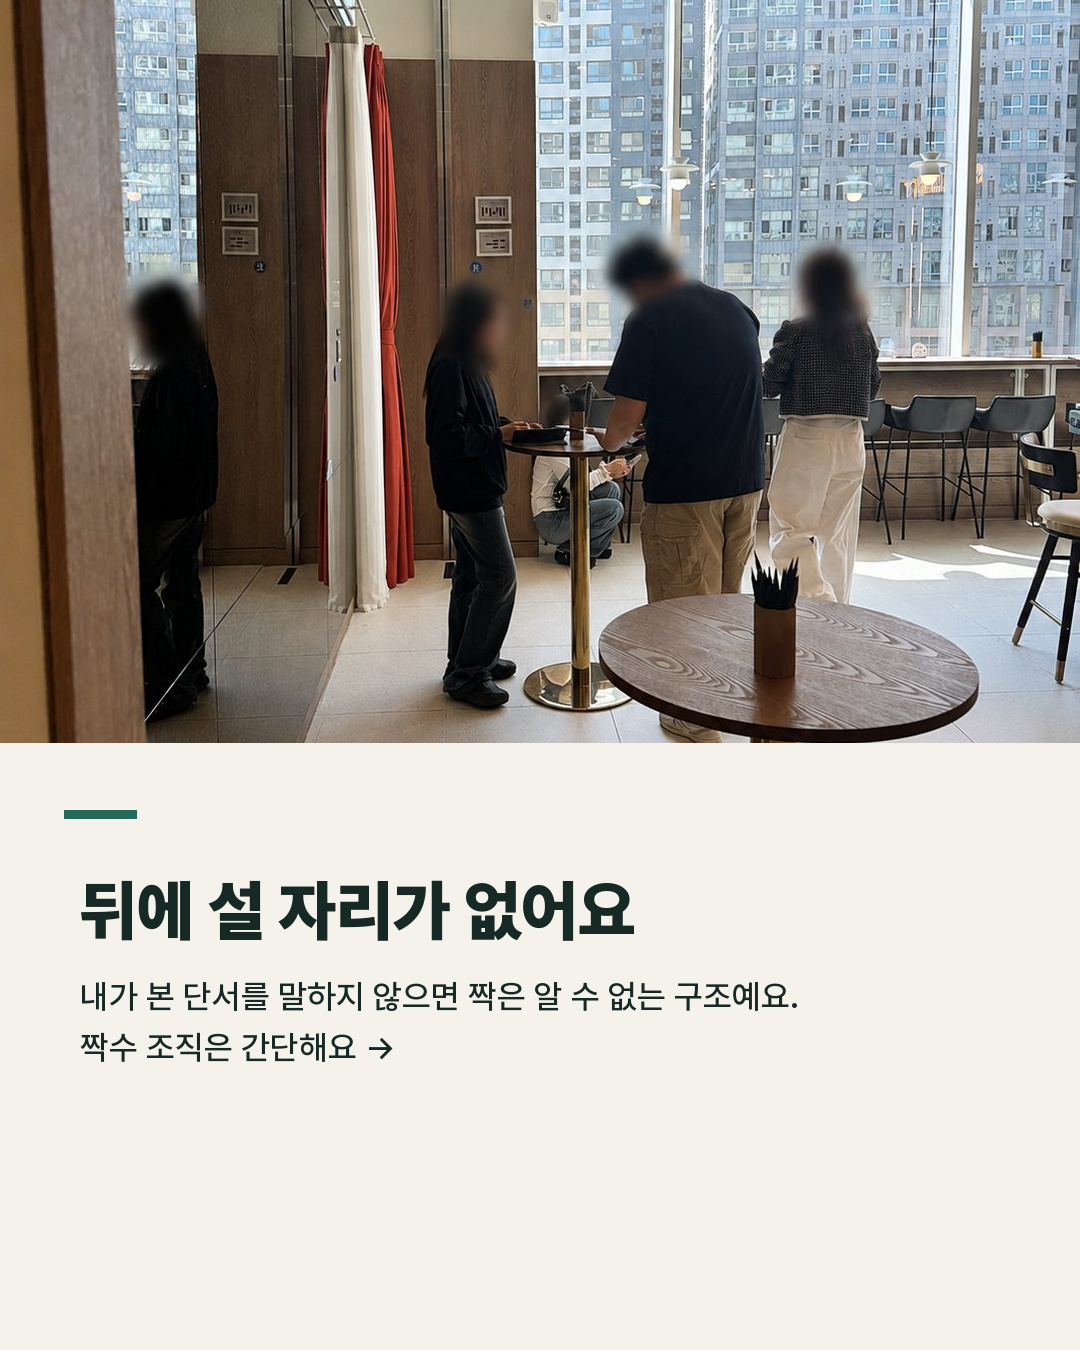 뒤에 설 자리가 없어요
내가 본 단서를 말하지 않으면 짝은 알 수 없는 구조예요.
짝수 조직은 간단해요 →